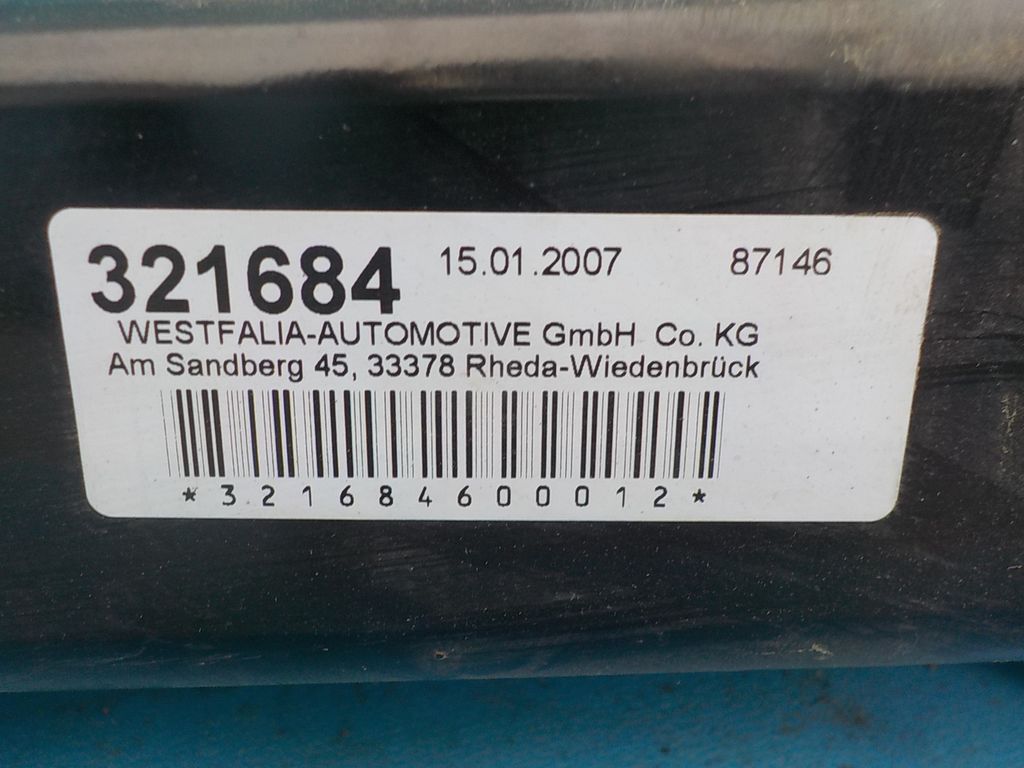 321684 15.01.2007 87146
WESTFALIA-AUTOMOTIVE GmbH Co. KG
Am Sandberg 45, 33378 Rheda-Wiedenbrück
*321684600012*